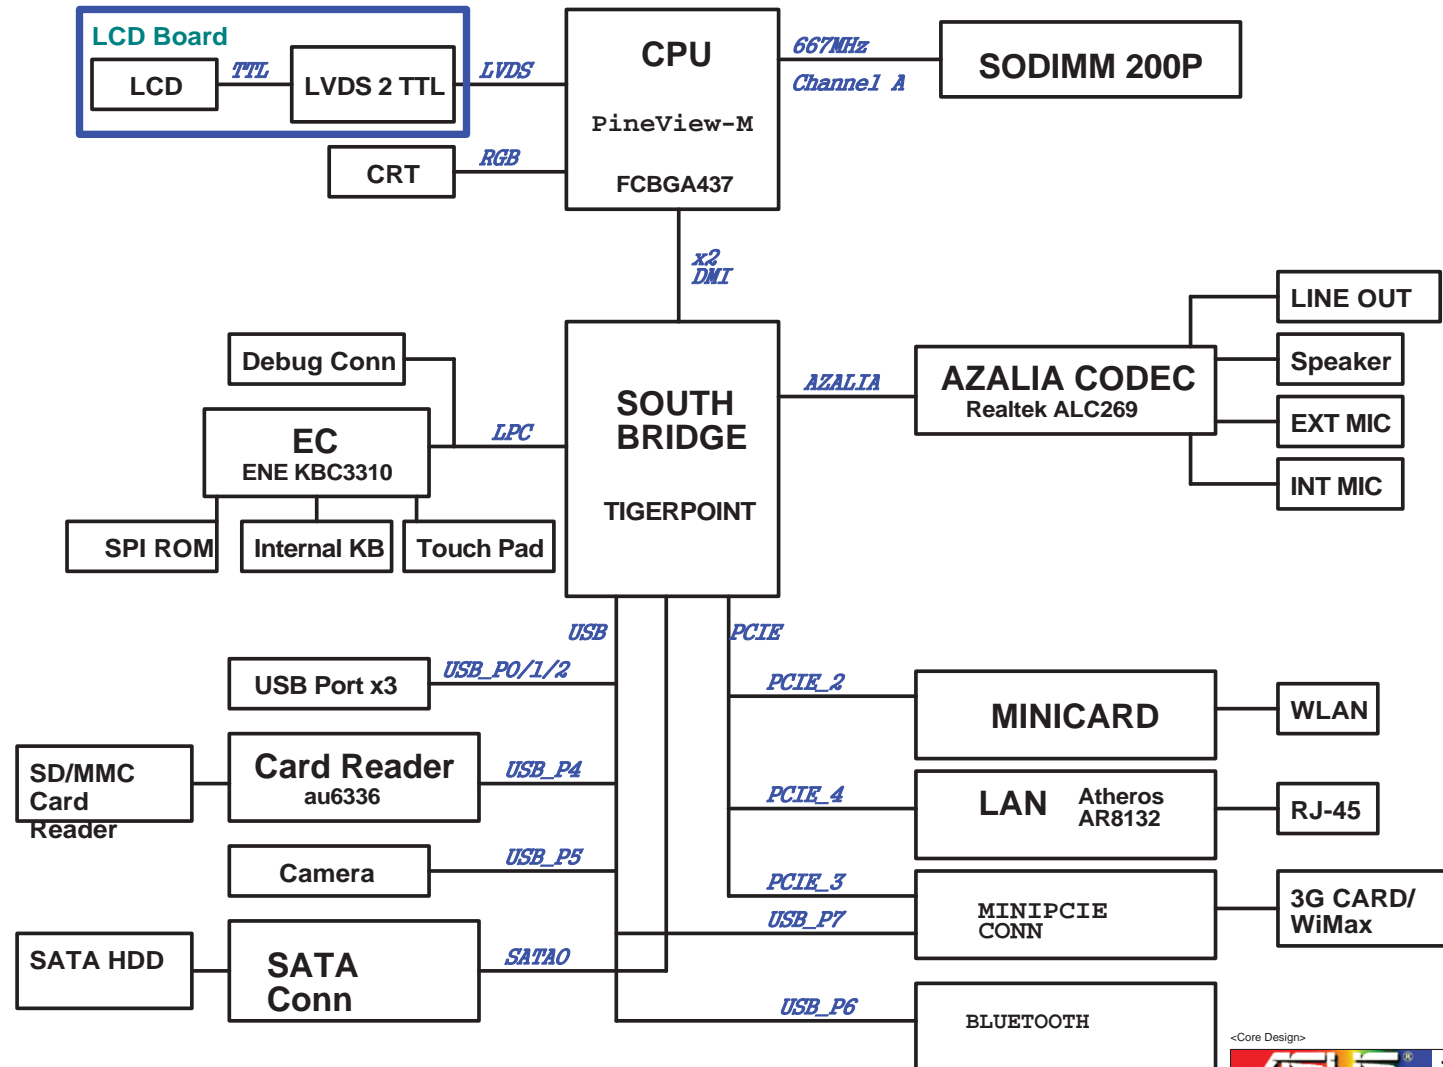 LCD Board
LCD
TTL
LVDS 2 TTL
LVDS
CRT
RGB
CPU
PineView-M
FCBGA437
667MHz
Channel A
SODIMM 200P
x2
DMI
Debug Conn
EC
ENE KBC3310
LPC
SPI ROM
Internal KB
Touch Pad
SOUTH
BRIDGE
TIGERPOINT
AZALIA
AZALIA CODEC
Realtek ALC269
LINE OUT
Speaker
EXT MIC
INT MIC
USB
PCIE
USB Port x3
USB_P0/1/2
SD/MMC
Card
Reader
Card Reader
au6336
USB_P4
Camera
USB_P5
SATA HDD
SATA
Conn
SATA0
PCIE_2
MINICARD
WLAN
PCIE_4
LAN
Atheros
AR8132
RJ-45
PCIE_3
USB_P7
MINIPCIE
CONN
3G CARD/
WiMax
USB_P6
BLUETOOTH
<Core Design>